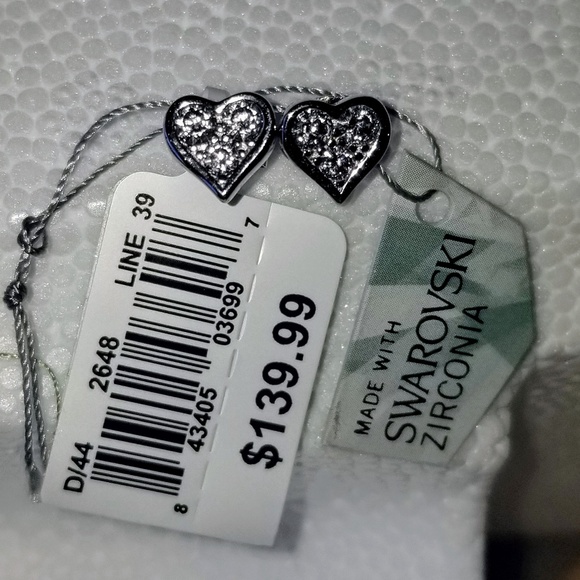 D/44 2648 LINE 39
8 43405 03699 7
$139.99
MADE WITH
SWAROVSKI
ZIRCONIA